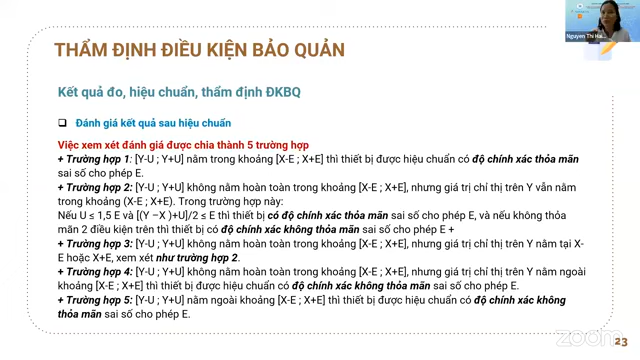 Nguyen Thi Hai...
THẨM ĐỊNH ĐIỀU KIỆN BẢO QUẢN
Kết quả đo, hiệu chuẩn, thẩm định ĐKBQ
Đánh giá kết quả sau hiệu chuẩn
Việc xem xét đánh giá được chia thành 5 trường hợp
+ Trường hợp 1: [Y-U ; Y+U] nằm trong khoảng [X-E ; X+E] thì thiết bị được hiệu chuẩn có độ chính xác thỏa mãn
sai số cho phép E.
+ Trường hợp 2: [Y-U ; Y+U] không nằm hoàn toàn trong khoảng [X-E ; X+E], nhưng giá trị chỉ thị trên Y vẫn nằm
trong khoảng (X-E ; X+E). Trong trường hợp này:
Nếu U ≤ 1,5 E và [(Y –X )+U]/2 ≤ E thì thiết bị có độ chính xác thỏa mãn sai số cho phép E, và nếu không thỏa
mãn 2 điều kiện trên thì thiết bị có độ chính xác không thỏa mãn sai số cho phép E +
+ Trường hợp 3: [Y-U ; Y+U] không nằm hoàn toàn trong khoảng [X-E ; X+E], nhưng giá trị chỉ thị trên Y nằm tại X-
E hoặc X+E, xem xét như trường hợp 2.
+ Trường hợp 4: [Y-U ; Y+U] không nằm hoàn toàn trong khoảng [X-E ; X+E], nhưng giá trị chỉ thị trên Y nằm ngoài
khoảng [X-E ; X+E] thì thiết bị được hiệu chuẩn có độ chính xác không thỏa mãn sai số cho phép E.
+ Trường hợp 5: [Y-U ; Y+U] nằm ngoài khoảng [X-E ; X+E] thì thiết bị được hiệu chuẩn có độ chính xác không
thỏa mãn sai số cho phép E.
23
zoom